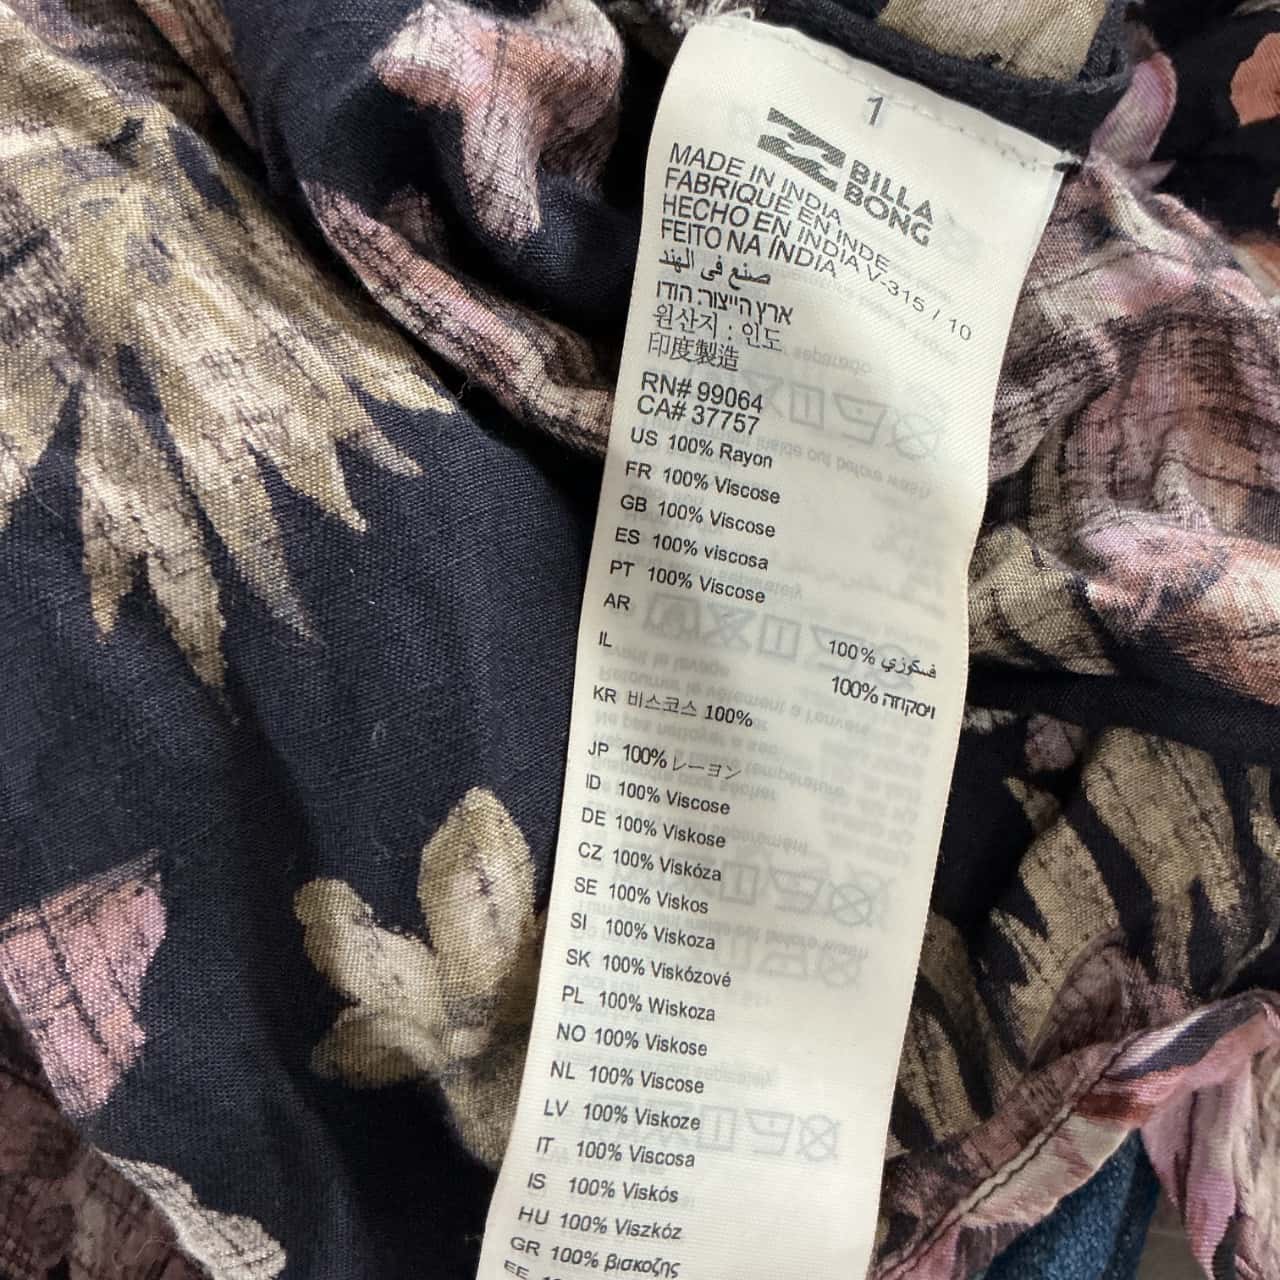 1
BILLA
BONG
MADE IN INDIA
FABRIQUE EN INDE
HECHO EN INDIA V-315 / 10
FEITO NA ÍNDIA
صنع في الهند
ארץ הייצור: הודו
원산지 : 인도
印度製造
RN# 99064
CA# 37757
US 100% Rayon
FR 100% Viscose
GB 100% Viscose
ES 100% viscosa
PT 100% Viscose
AR 100% فسكوزي
IL 100% ויסקוזה
KR 비스코스 100%
JP 100% レーヨン
ID 100% Viscose
DE 100% Viskose
CZ 100% Viskóza
SE 100% Viskos
SI 100% Viskoza
SK 100% Viskózové
PL 100% Wiskoza
NO 100% Viskose
NL 100% Viscose
LV 100% Viskoze
IT 100% Viscosa
IS 100% Viskós
HU 100% Viszkóz
GR 100% βισκοζης
EE